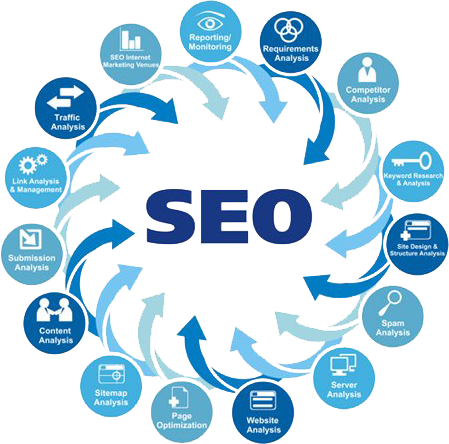 Reporting/
Monitoring
Requirements
Analysis
Competitor
Analysis
Keyword Research
& Analysis
Site Design &
Structure Analysis
Spam
Analysis
Server
Analysis
Website
Analysis
Page
Optimization
Sitemap
Analysis
Content
Analysis
Submission
Analysis
Link Analysis
& Management
Traffic
Analysis
SEO Internet
Marketing Venues
SEO